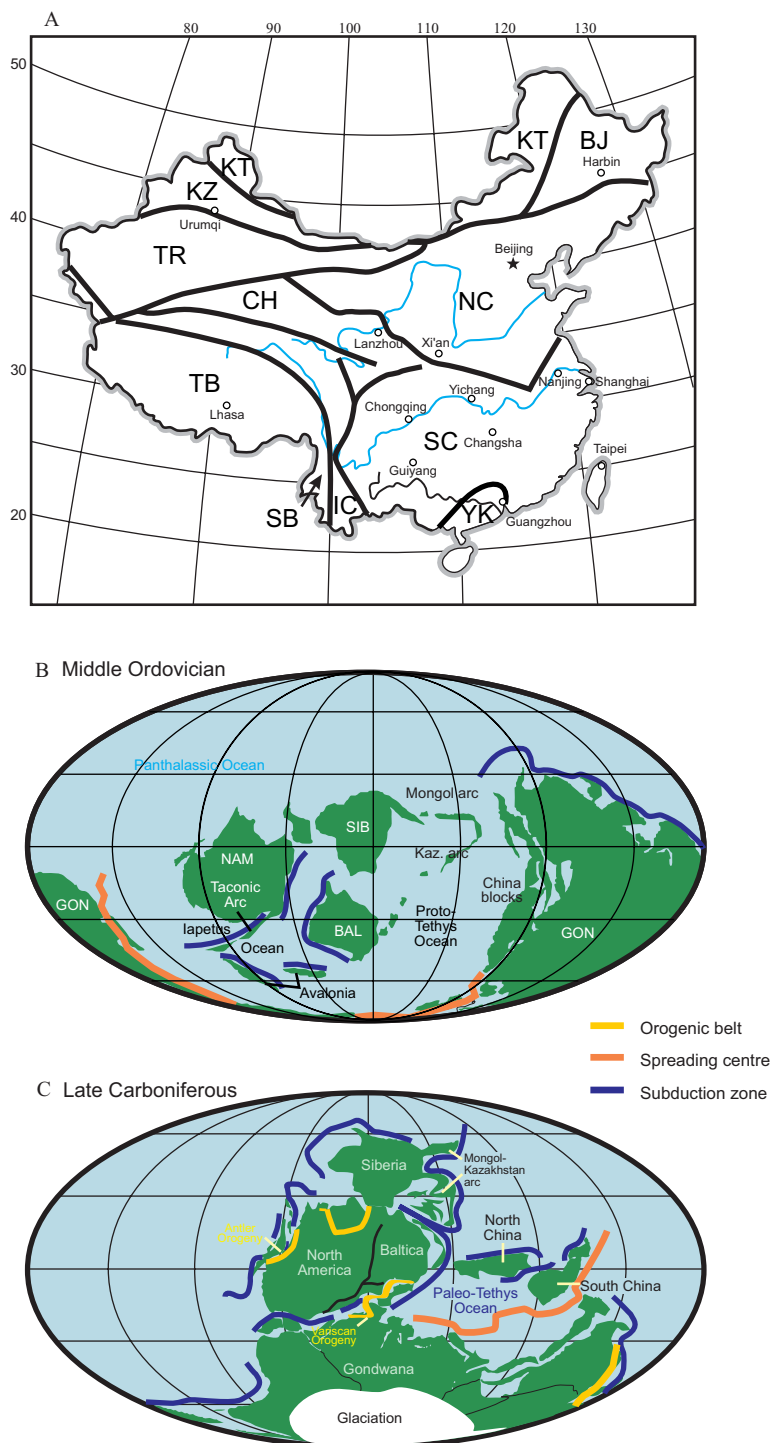 A
80 90 100 110 120 130
50
KT BJ
KT
Harbin
KZ
40
Urumqi
Beijing
TR
CH NC
Lanzhou Xi'an
30
TB
Nanjing Shanghai
Yichang
Lhasa
Chongqing
SC Changsha
Taipei
Guiyang
20
SB IC YK Guangzhou
B Middle Ordovician
Panthalassic Ocean
Mongol arc
SIB
NAM
Kaz. arc
Taconic
Arc
China
blocks
GON
Iapetus
Ocean
BAL
Proto-
Tethys
Ocean
GON
Avalonia
Orogenic belt
Spreading centre
Subduction zone
C Late Carboniferous
Siberia
Mongol-
Kazakhstan
arc
Antler
Orogeny
North
China
North
America
Baltica
South China
Paleo-Tethys
Ocean
Variscan
Orogeny
Gondwana
Glaciation